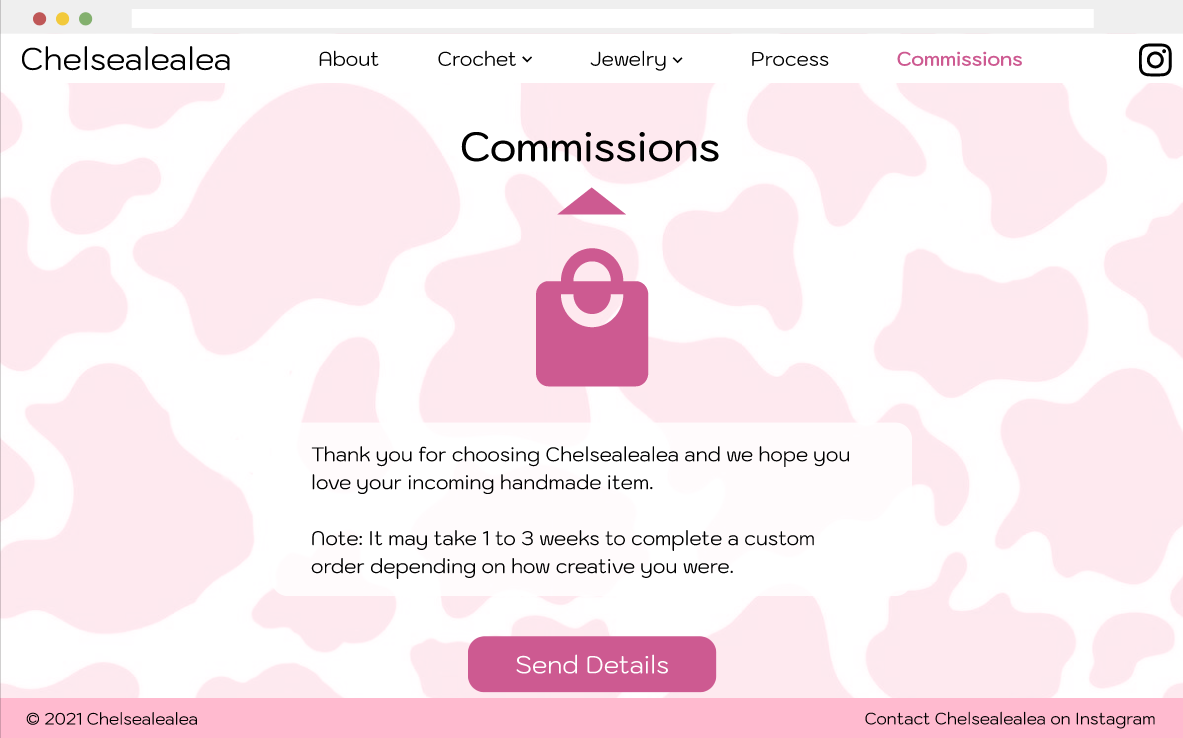 Chelsealealea
About
Crochet
Jewelry
Process
Commissions
Commissions
Thank you for choosing Chelsealealea and we hope you
love your incoming handmade item.
Note: It may take 1 to 3 weeks to complete a custom
order depending on how creative you were.
Send Details
© 2021 Chelsealealea
Contact Chelsealealea on Instagram